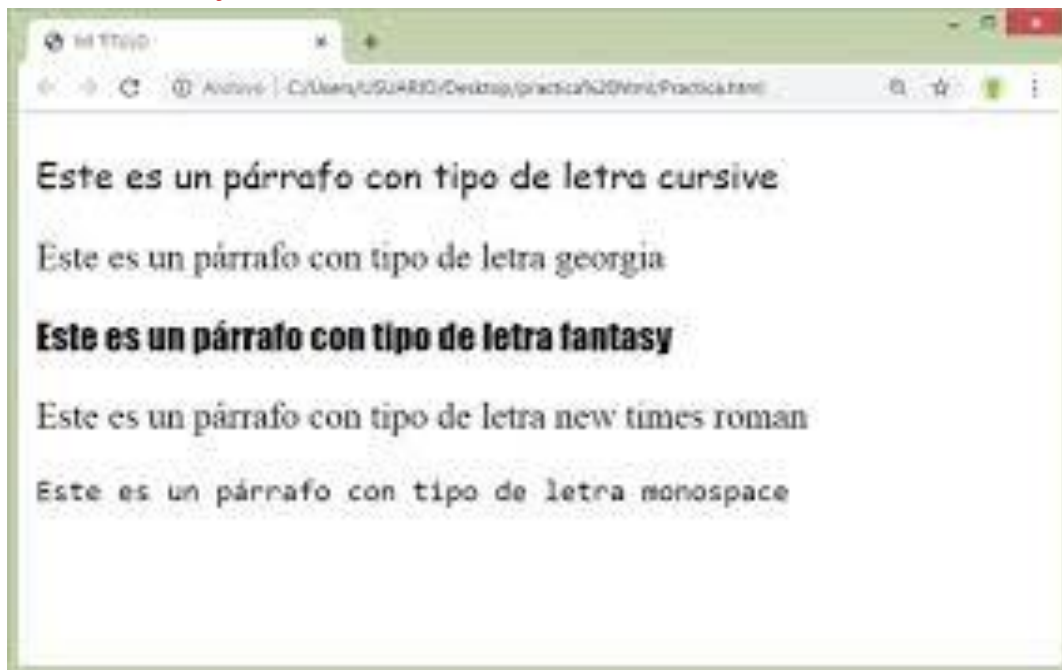 MI TITULO
Archivo | C:/Users/USUARIO/Desktop/practica%20html/Practica.html
Este es un párrafo con tipo de letra cursive
Este es un párrafo con tipo de letra georgia
Este es un párrafo con tipo de letra fantasy
Este es un párrafo con tipo de letra new times roman
Este es un párrafo con tipo de letra monospace